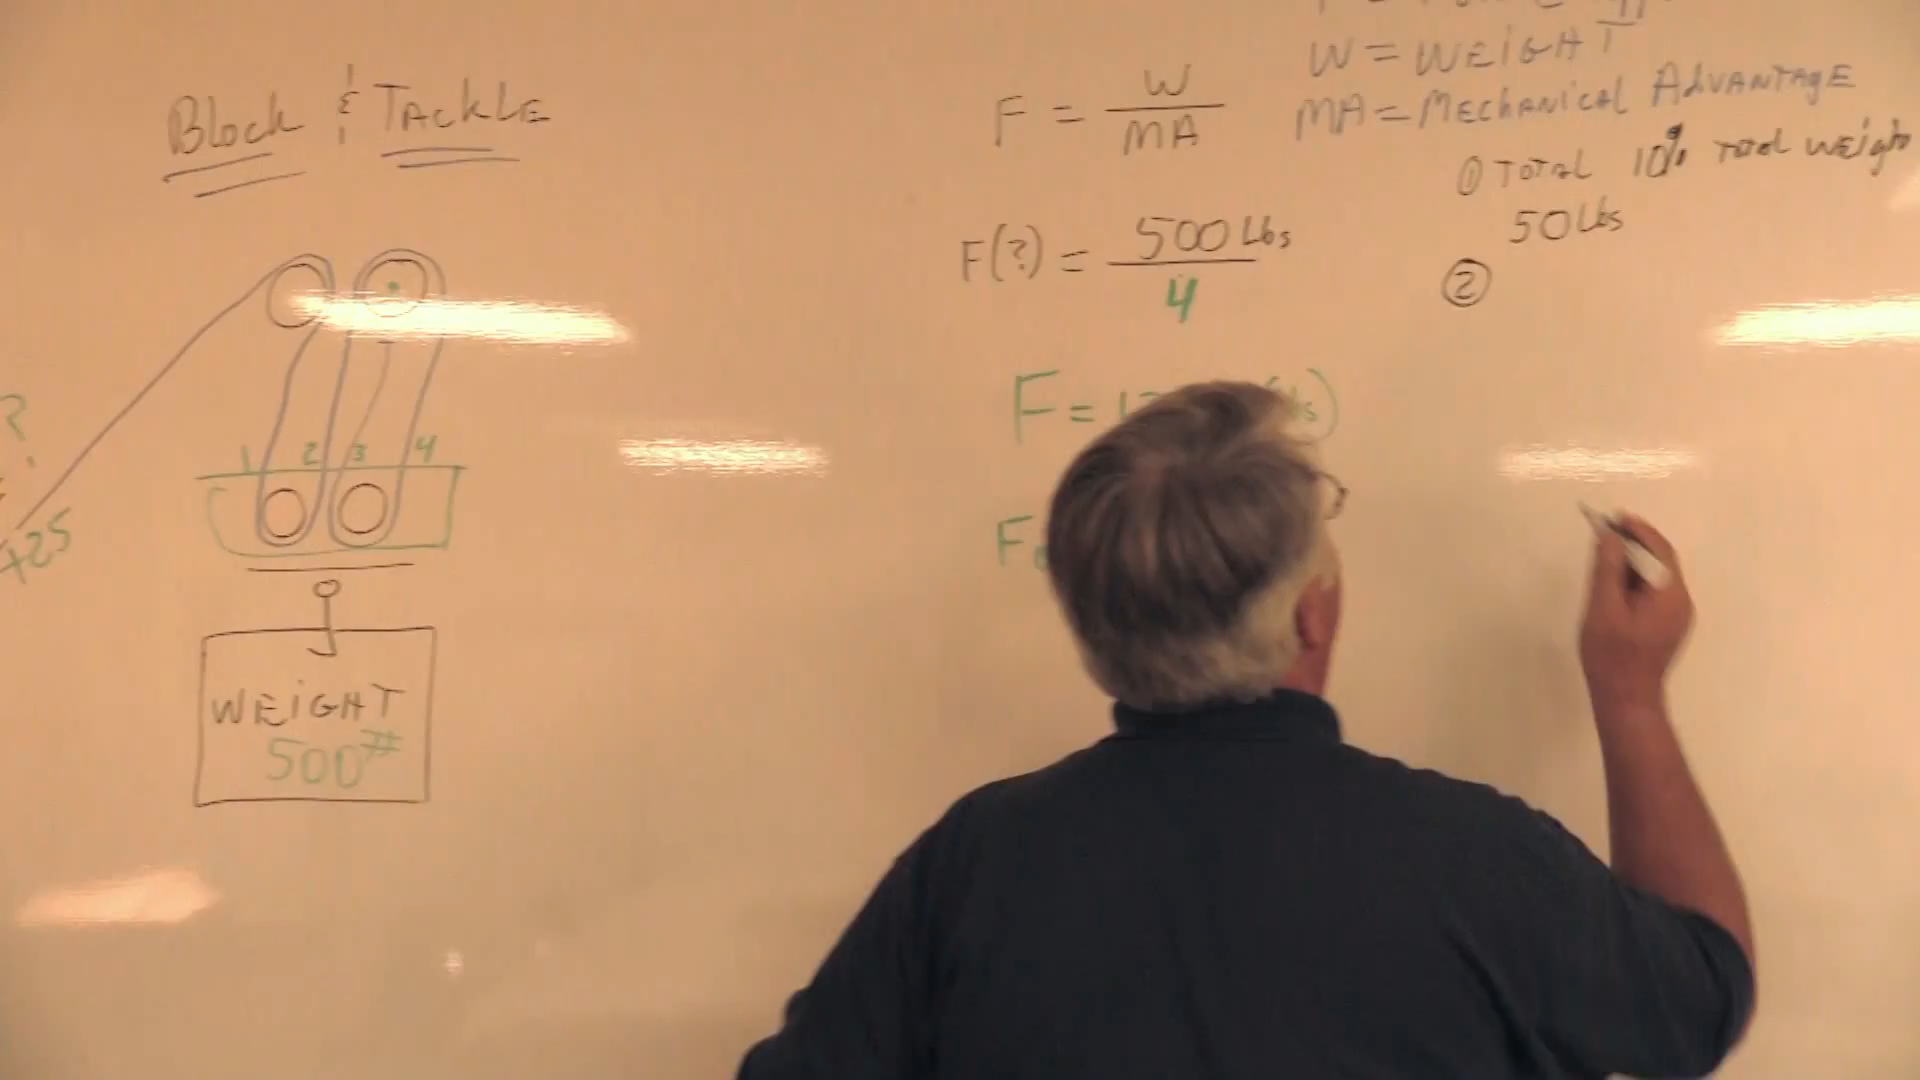 Block & Tackle
F = W / MA
W = WEIGHT
MA = Mechanical Advantage
① Total 10% Total Weight
50 Lbs
F(?) = 500 Lbs / 4
②
F =
1 2 3 4
?
+25
WEIGHT
500#